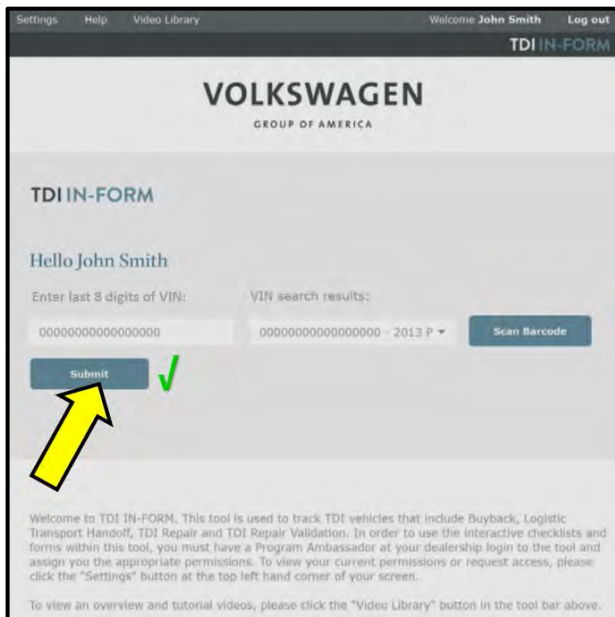 Settings Help Video Library Welcome John Smith Log out
TDI IN-FORM
VOLKSWAGEN
GROUP OF AMERICA
TDI IN-FORM
Hello John Smith
Enter last 8 digits of VIN: VIN search results:
00000000000000000 00000000000000000 - 2013 P Scan Barcode
Submit √
Welcome to TDI IN-FORM. This tool is used to track TDI vehicles that include Buyback, Logistic
Transport Handoff, TDI Repair and TDI Repair Validation. In order to use the interactive checklists and
forms within this tool, you must have a Program Ambassador at your dealership login to the tool and
assign you the appropriate permissions. To view your current permissions or request access, please
click the "Settings" button at the top left hand corner of your screen.
To view an overview and tutorial videos, please click the "Video Library" button in the tool bar above.